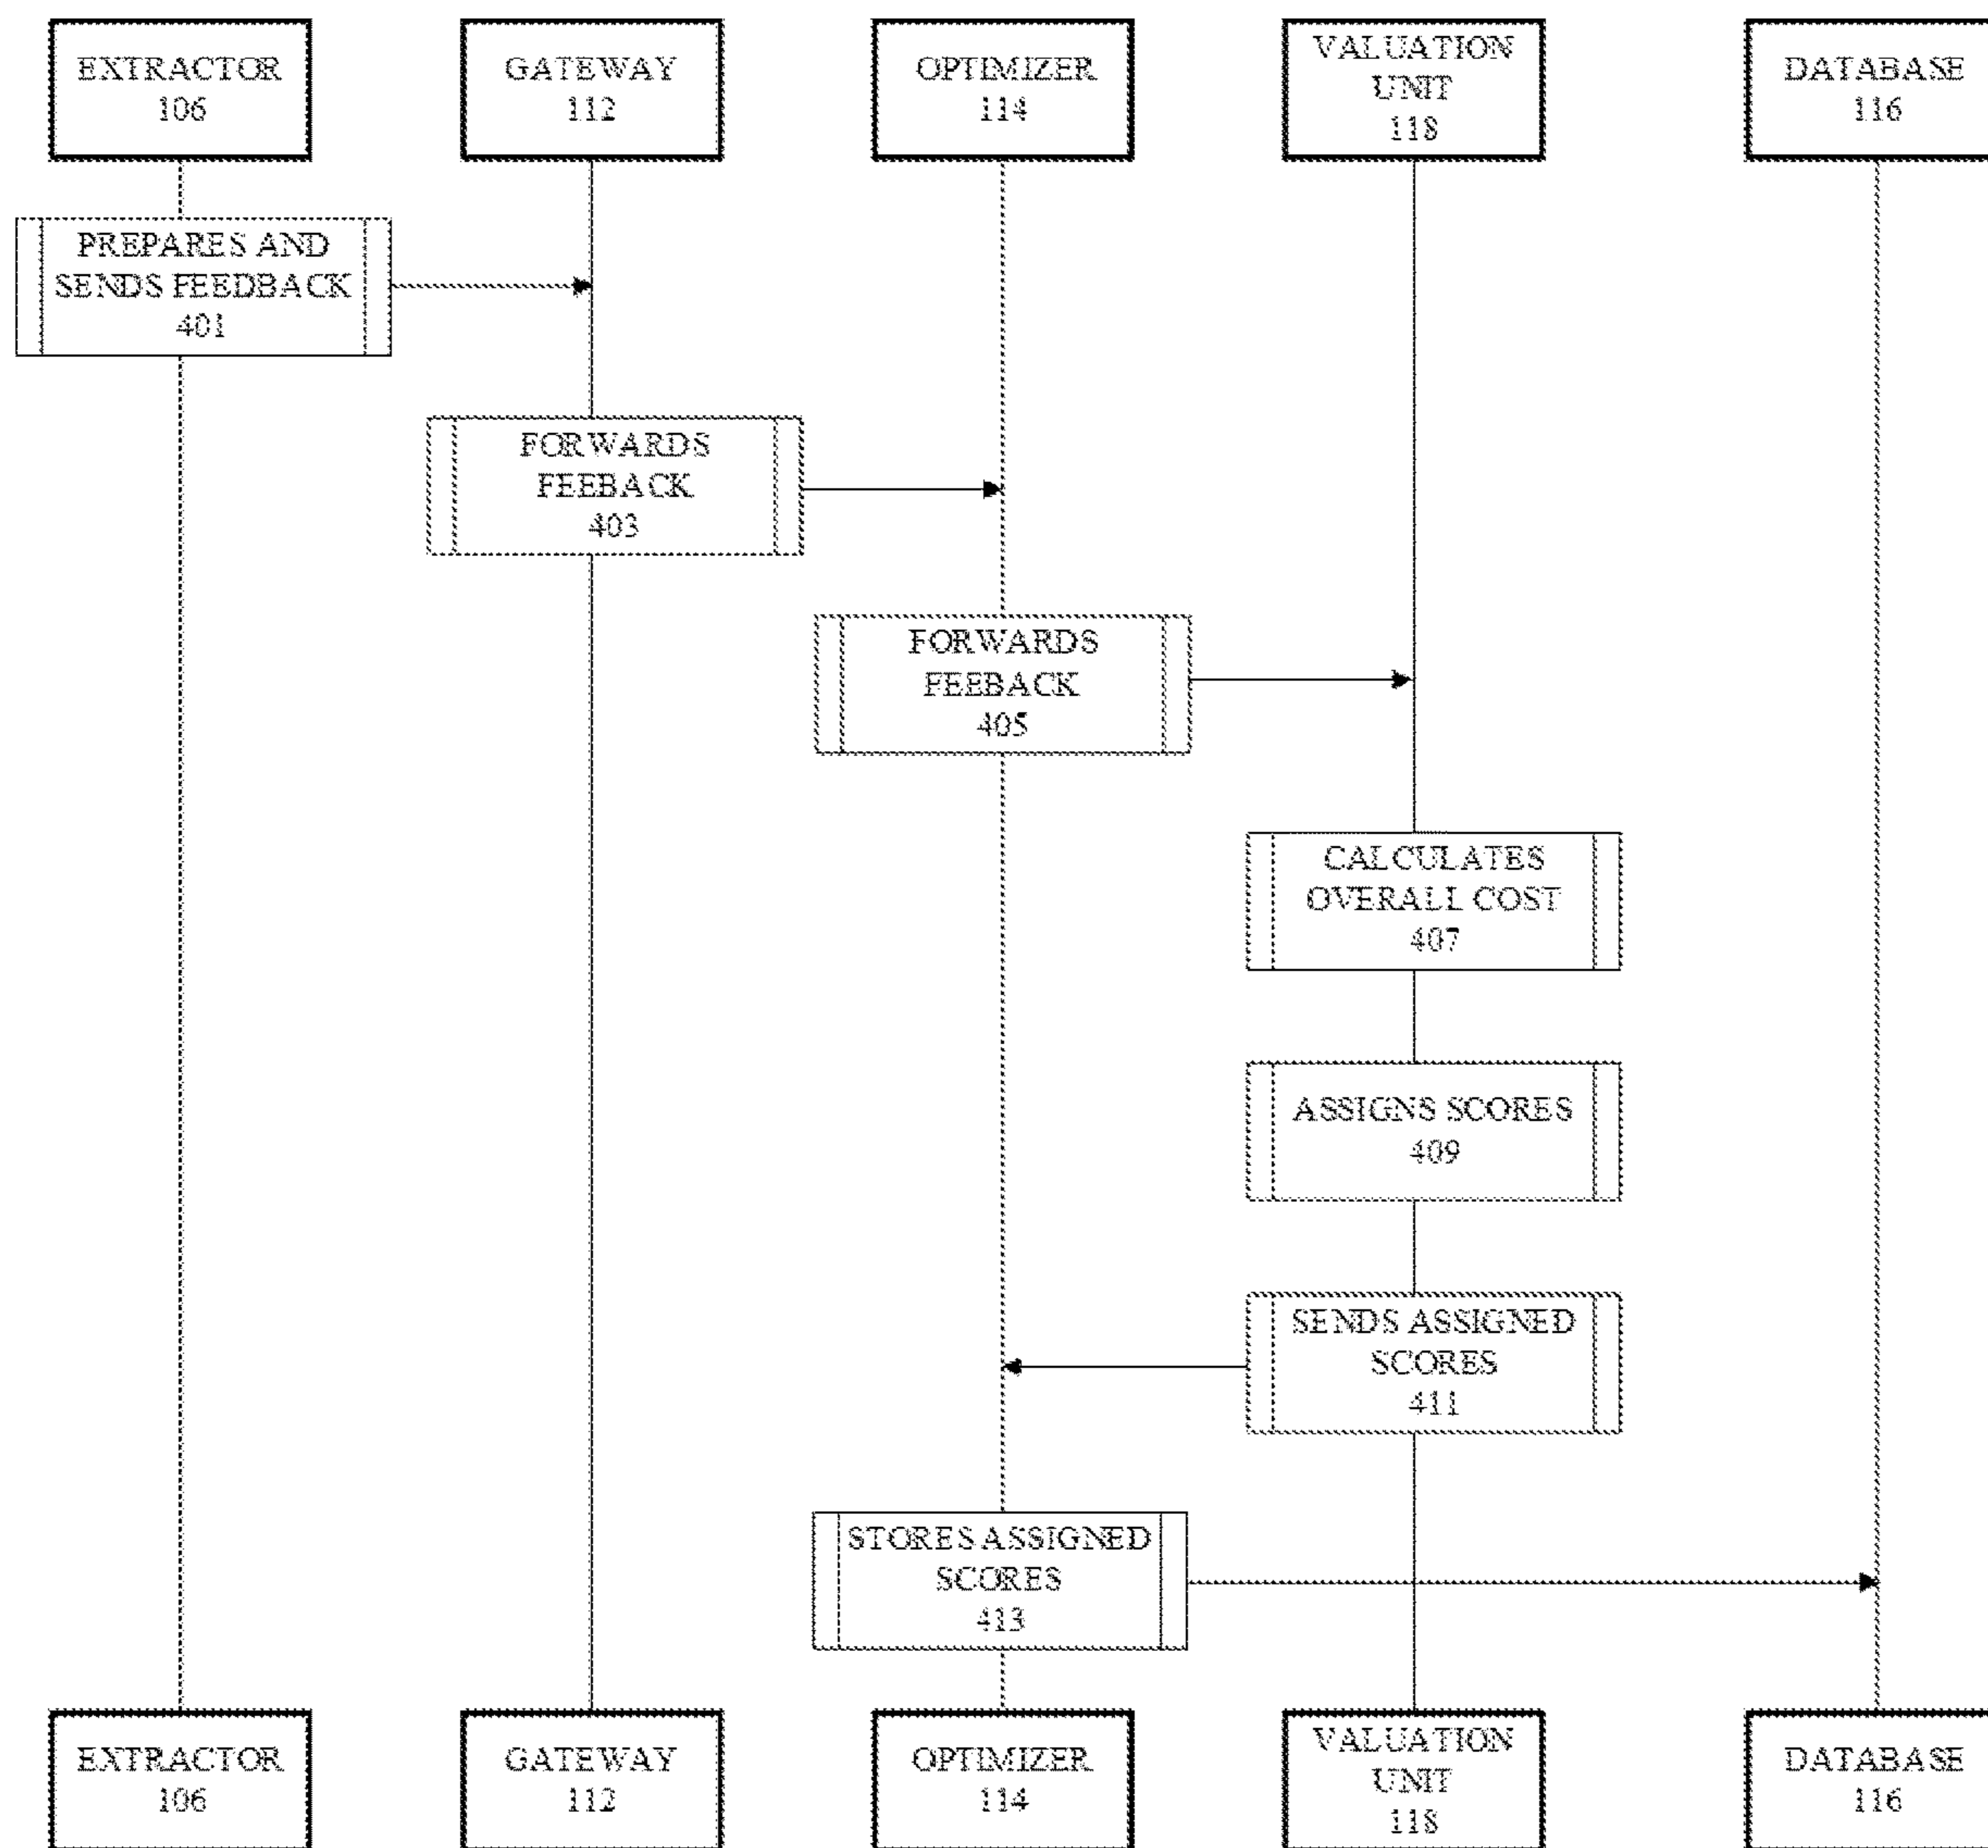 EXTRACTOR
106
GATEWAY
112
OPTIMIZER
114
VALUATION
UNIT
118
DATABASE
116
PREPARES AND
SENDS FEEDBACK
401
FORWARDS
FEEBACK
403
FORWARDS
FEEBACK
405
CALCULATES
OVERALL COST
407
ASSIGNS SCORES
409
SENDS ASSIGNED
SCORES
411
STORES ASSIGNED
SCORES
413
EXTRACTOR
106
GATEWAY
112
OPTIMIZER
114
VALUATION
UNIT
118
DATABASE
116